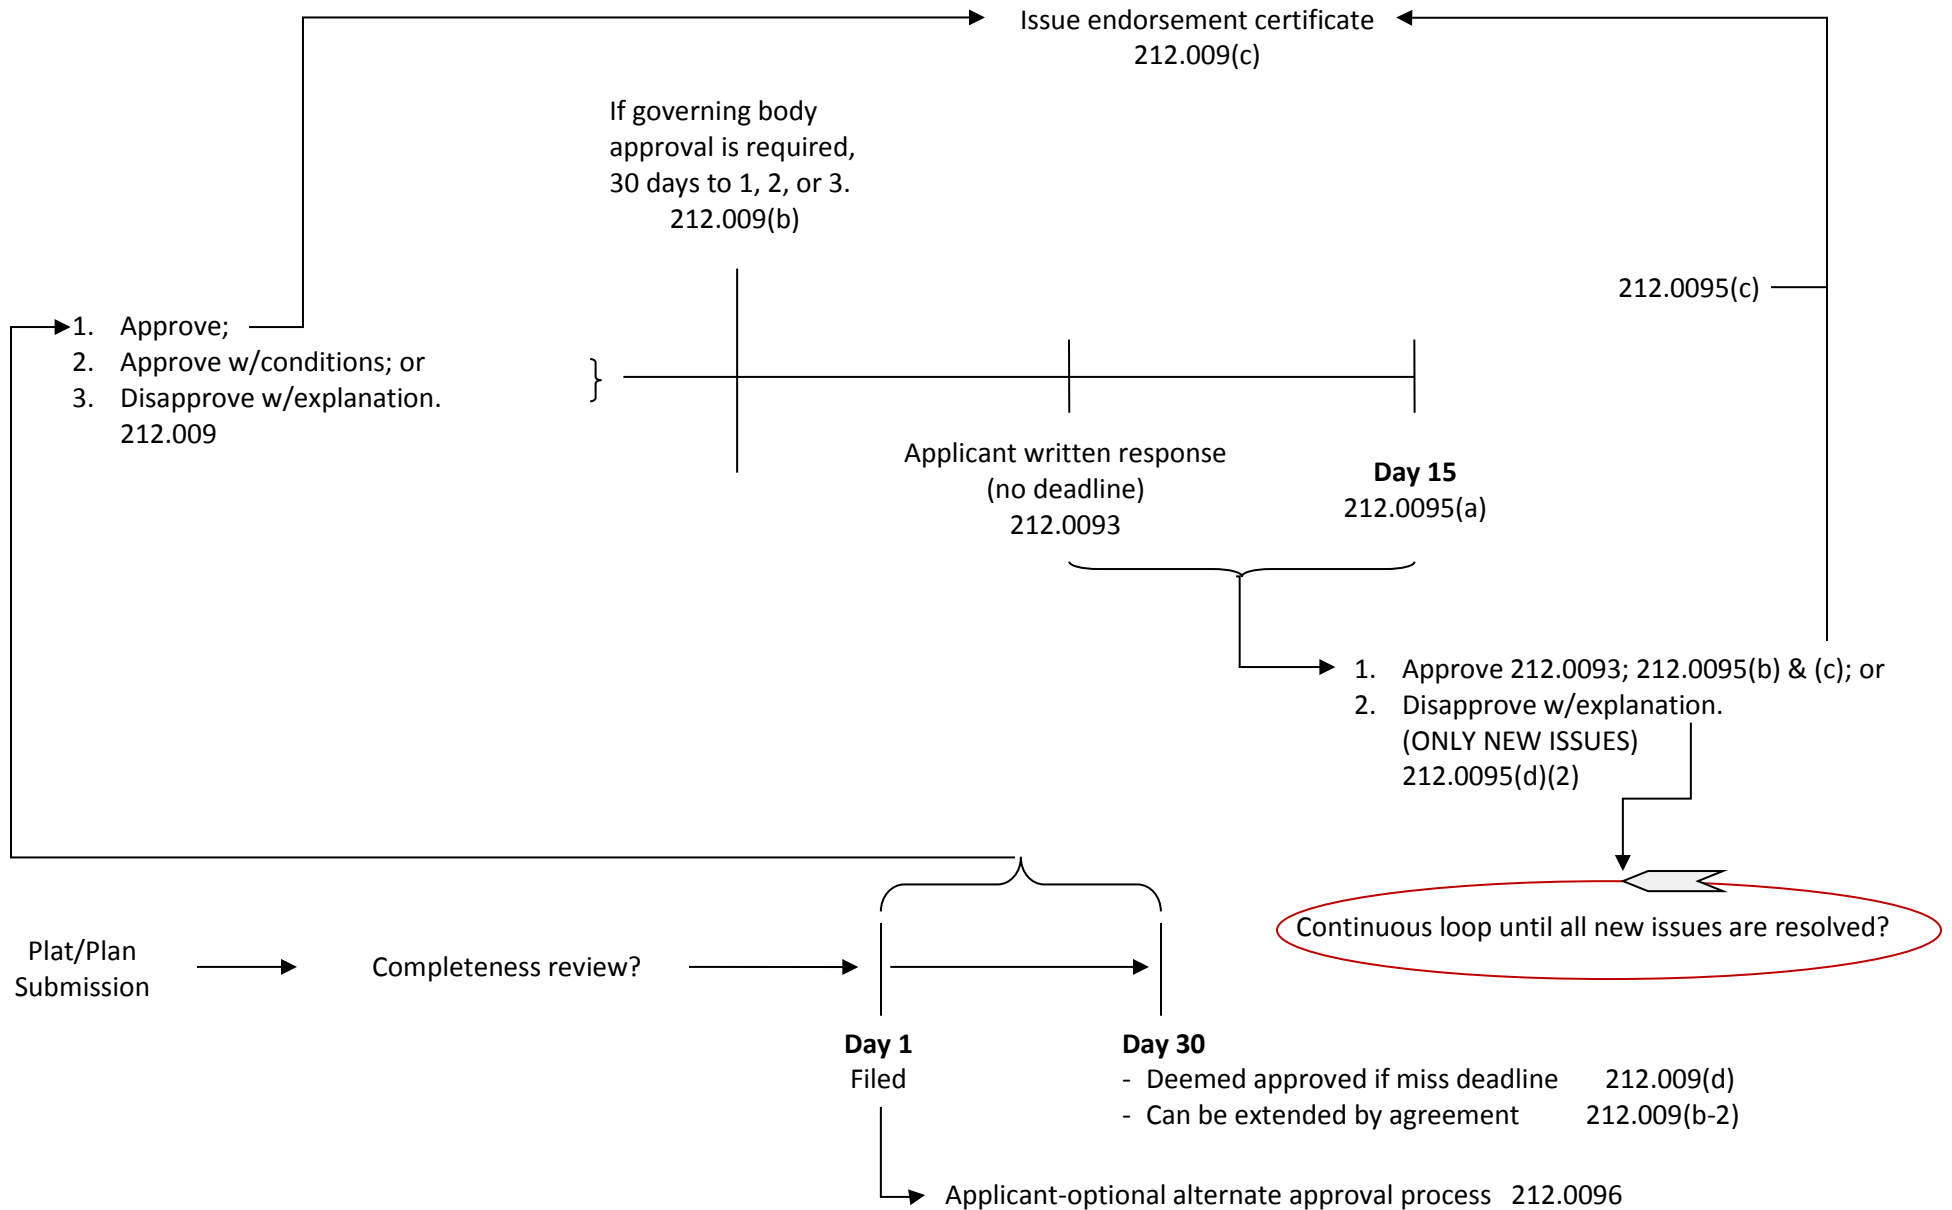 Issue endorsement certificate
212.009(c)
If governing body
approval is required,
30 days to 1, 2, or 3.
212.009(b)
212.0095(c)
1. Approve;
2. Approve w/conditions; or
3. Disapprove w/explanation.
212.009
Applicant written response
(no deadline)
212.0093
Day 15
212.0095(a)
1. Approve 212.0093; 212.0095(b) & (c); or
2. Disapprove w/explanation.
(ONLY NEW ISSUES)
212.0095(d)(2)
Continuous loop until all new issues are resolved?
Plat/Plan
Submission
Completeness review?
Day 1
Filed
Day 30
- Deemed approved if miss deadline 212.009(d)
- Can be extended by agreement 212.009(b-2)
Applicant-optional alternate approval process 212.0096